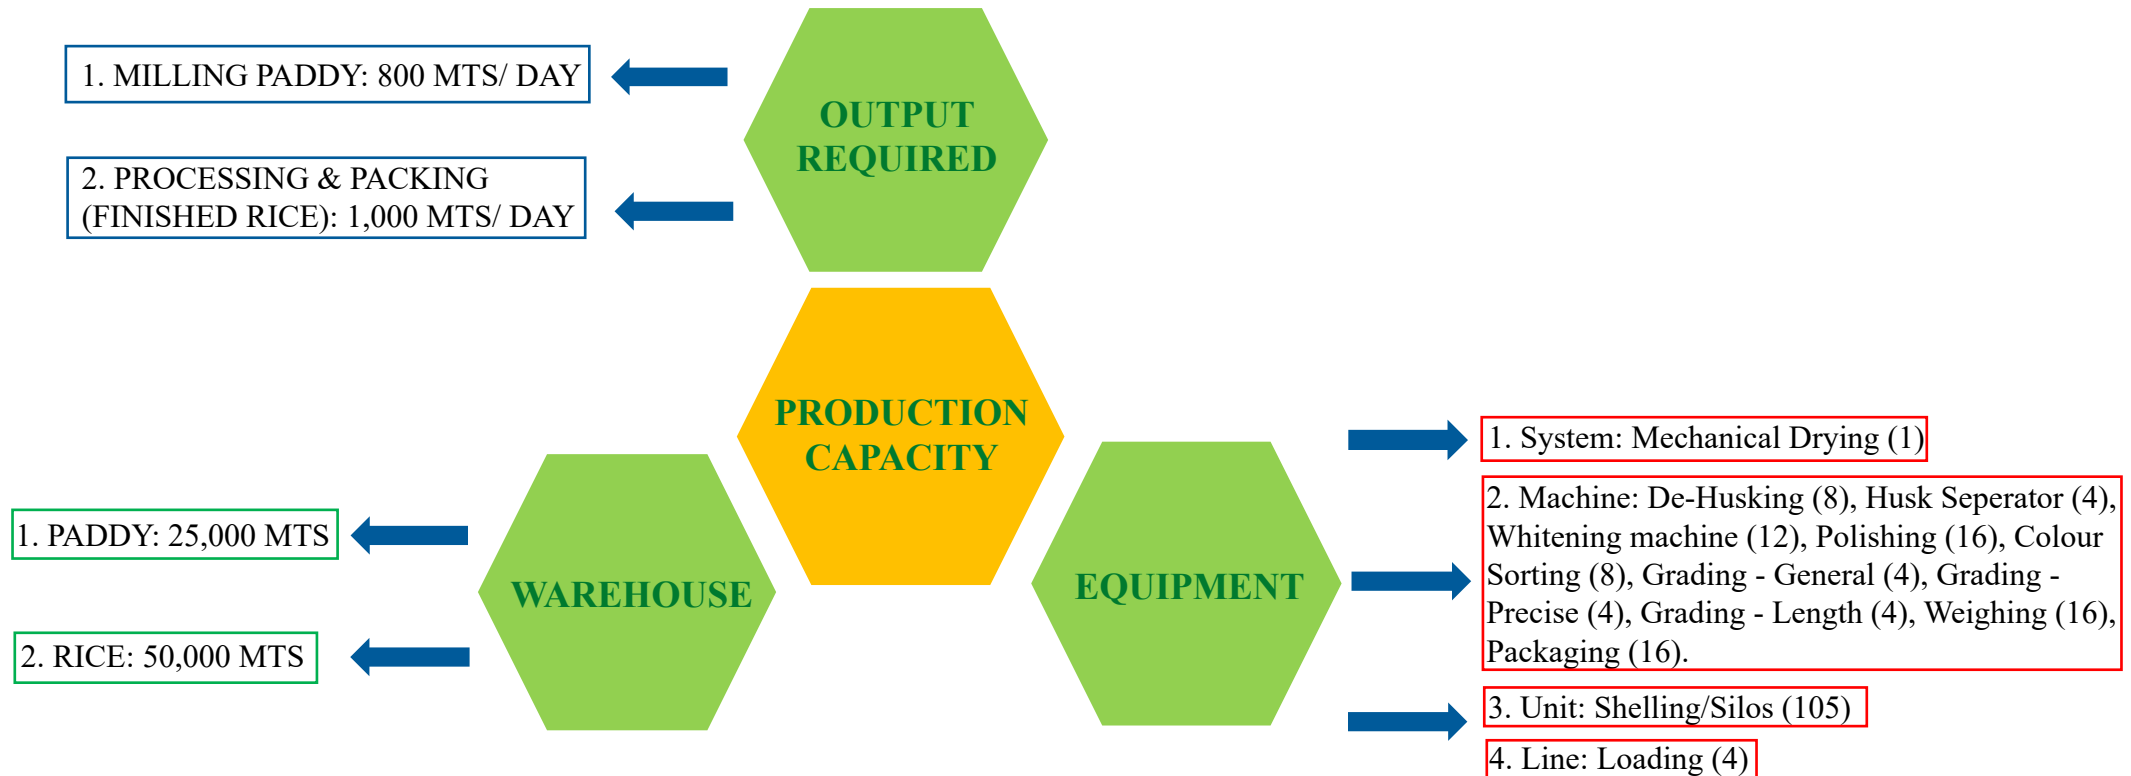 1. MILLING PADDY: 800 MTS/ DAY
2. PROCESSING & PACKING
(FINISHED RICE): 1,000 MTS/ DAY
OUTPUT
REQUIRED
PRODUCTION
CAPACITY
WAREHOUSE
1. PADDY: 25,000 MTS
2. RICE: 50,000 MTS
EQUIPMENT
1. System: Mechanical Drying (1)
2. Machine: De-Husking (8), Husk Seperator (4),
Whitening machine (12), Polishing (16), Colour
Sorting (8), Grading - General (4), Grading -
Precise (4), Grading - Length (4), Weighing (16),
Packaging (16).
3. Unit: Shelling/Silos (105)
4. Line: Loading (4)